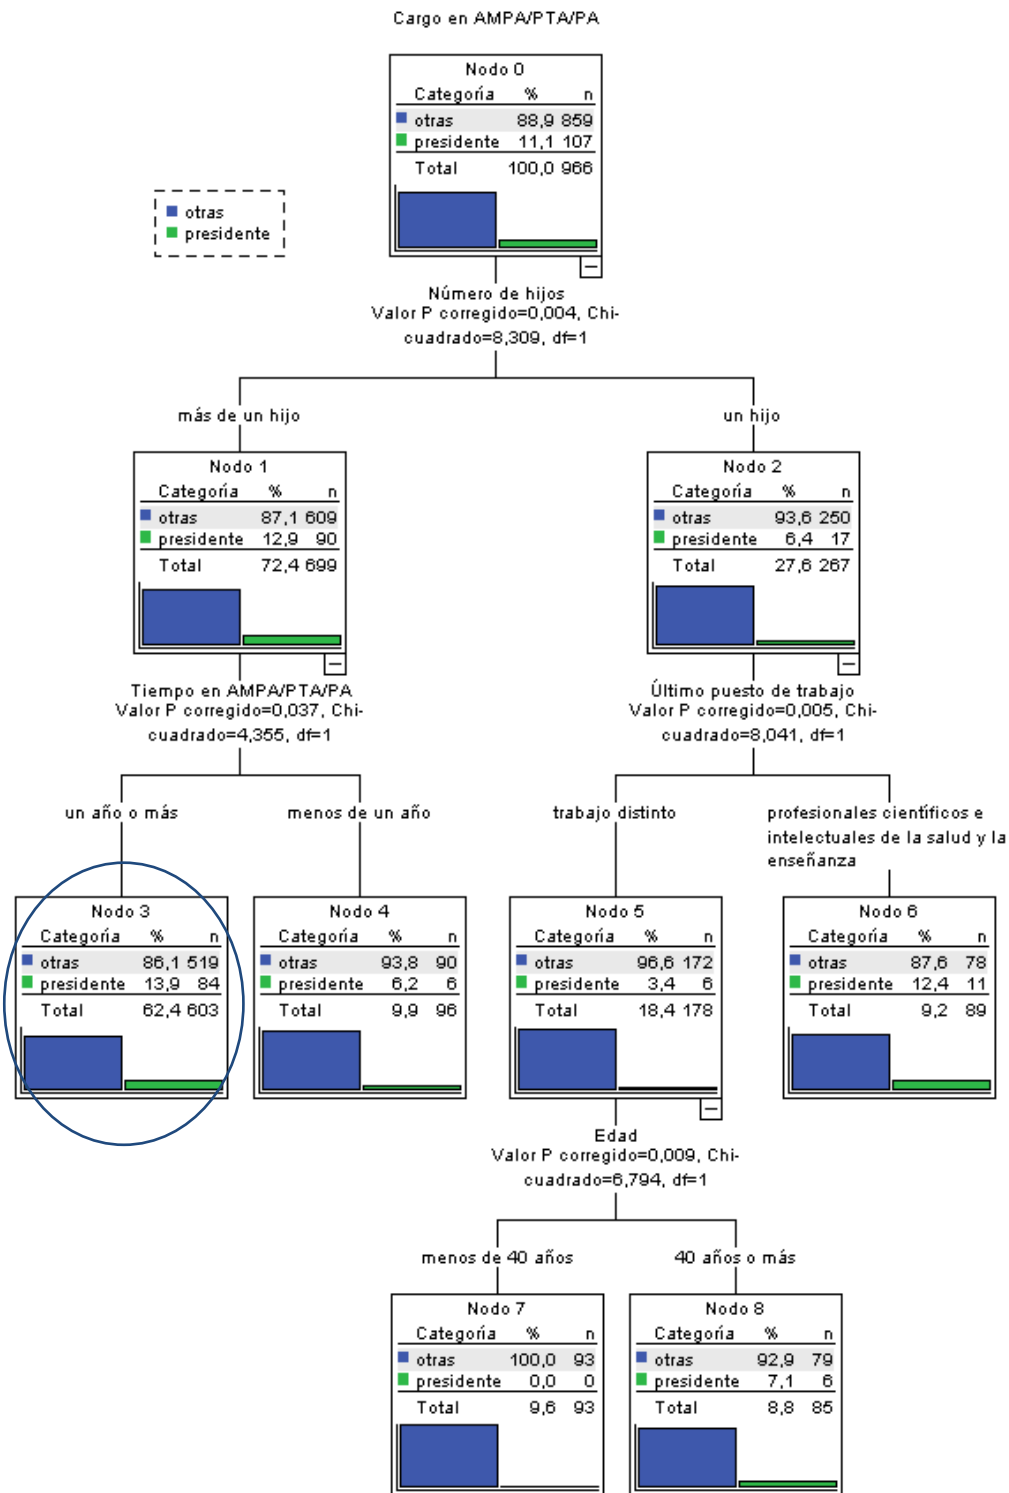 Cargo en AMPA/PTA/PA
Nodo 0
Categoría % n
otras 88,9 859
presidente 11,1 107
Total 100,0 966
otras
presidente
Número de hijos
Valor P corregido=0,004, Chi-
cuadrado=8,309, df=1
más de un hijo
un hijo
Nodo 1
Categoría % n
otras 87,1 609
presidente 12,9 90
Total 72,4 699
Nodo 2
Categoría % n
otras 93,6 250
presidente 6,4 17
Total 27,6 267
Tiempo en AMPA/PTA/PA
Valor P corregido=0,037, Chi-
cuadrado=4,355, df=1
Último puesto de trabajo
Valor P corregido=0,005, Chi-
cuadrado=8,041, df=1
un año o más
menos de un año
trabajo distinto
profesionales científicos e
intelectuales de la salud y la
enseñanza
Nodo 3
Categoría % n
otras 86,1 519
presidente 13,9 84
Total 62,4 603
Nodo 4
Categoría % n
otras 93,8 90
presidente 6,2 6
Total 9,9 96
Nodo 5
Categoría % n
otras 96,6 172
presidente 3,4 6
Total 18,4 178
Nodo 6
Categoría % n
otras 87,6 78
presidente 12,4 11
Total 9,2 89
Edad
Valor P corregido=0,009, Chi-
cuadrado=6,794, df=1
menos de 40 años
40 años o más
Nodo 7
Categoría % n
otras 100,0 93
presidente 0,0 0
Total 9,6 93
Nodo 8
Categoría % n
otras 92,9 79
presidente 7,1 6
Total 8,8 85